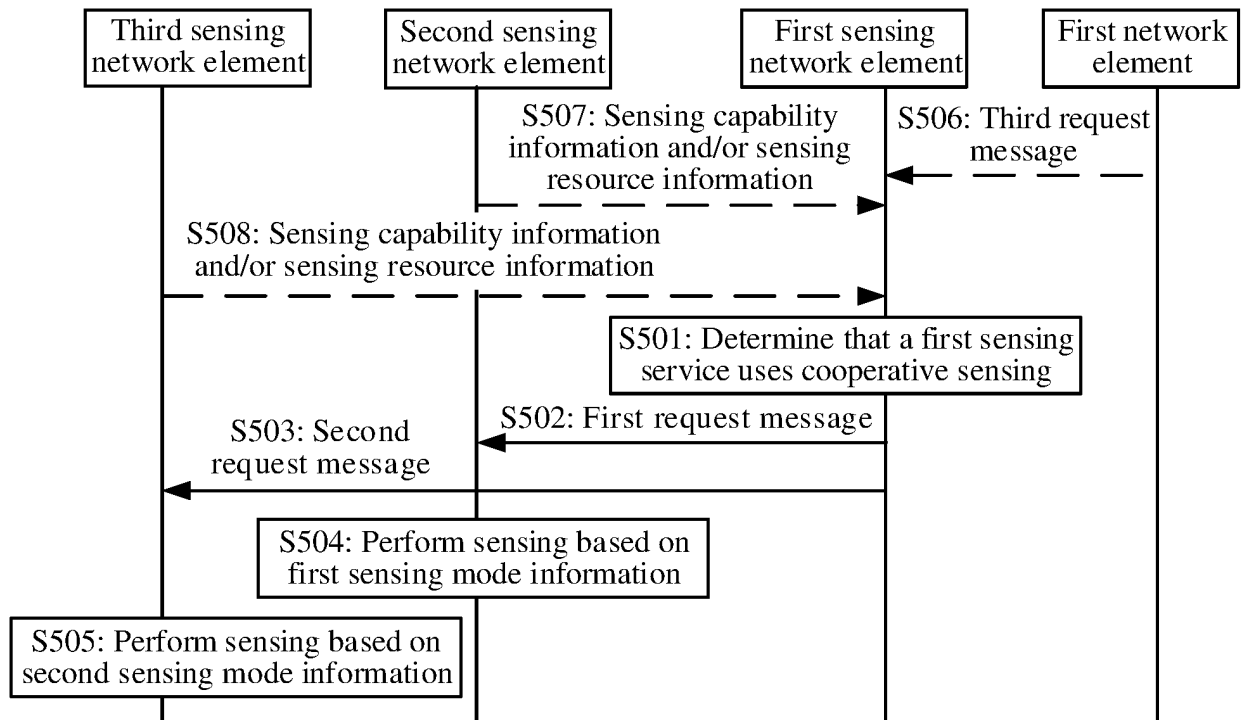 Third sensing
network element
Second sensing
network element
First sensing
network element
First network
element
S506: Third request
message
S507: Sensing capability
information and/or sensing
resource information
S508: Sensing capability information
and/or sensing resource information
S501: Determine that a first sensing
service uses cooperative sensing
S502: First request message
S503: Second
request message
S504: Perform sensing based on
first sensing mode information
S505: Perform sensing based on
second sensing mode information